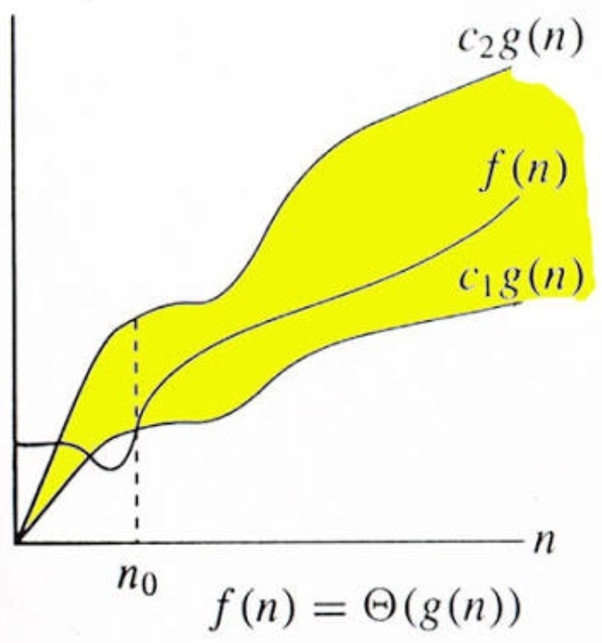 c₂g(n)
f(n)
c₁g(n)
n
n₀
f(n) = Θ(g(n))